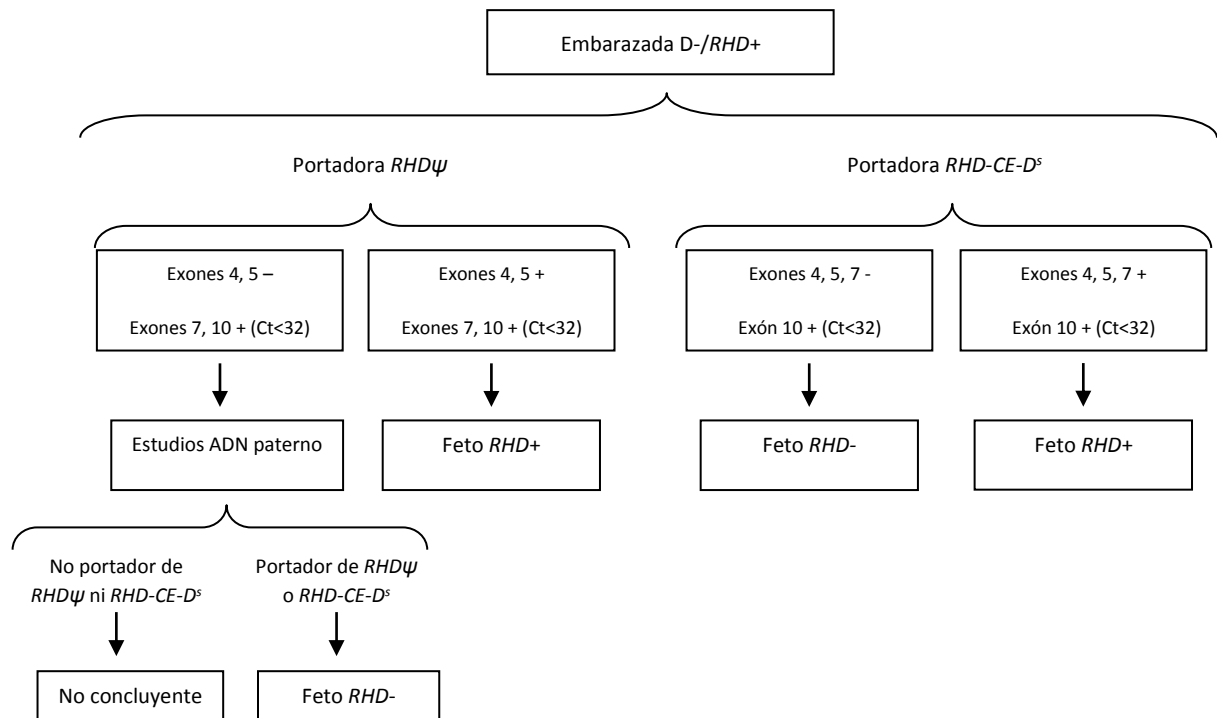 Embarazada D-/RHD+
Portadora RHDψ
Portadora RHD-CE-Dˢ
Exones 4, 5 –
Exones 7, 10 + (Ct<32)
Exones 4, 5 +
Exones 7, 10 + (Ct<32)
Exones 4, 5, 7 -
Exón 10 + (Ct<32)
Exones 4, 5, 7 +
Exón 10 + (Ct<32)
Estudios ADN paterno
Feto RHD+
Feto RHD-
Feto RHD+
No portador de
RHDψ ni RHD-CE-Dˢ
Portador de RHDψ
o RHD-CE-Dˢ
No concluyente
Feto RHD-